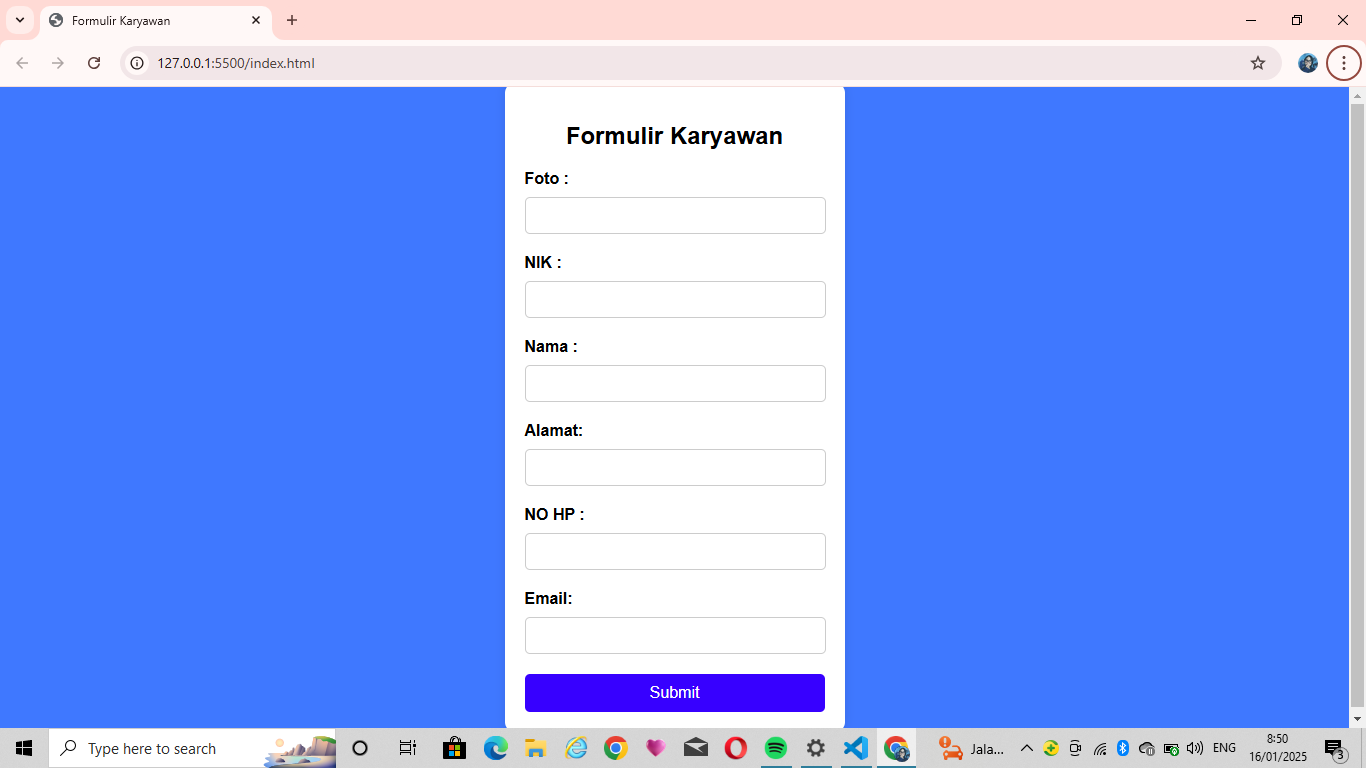 Formulir Karyawan
127.0.0.1:5500/index.html
Formulir Karyawan
Foto :
NIK :
Nama :
Alamat:
NO HP :
Email:
Submit
Type here to search
Jala...
ENG
8:50
16/01/2025
3